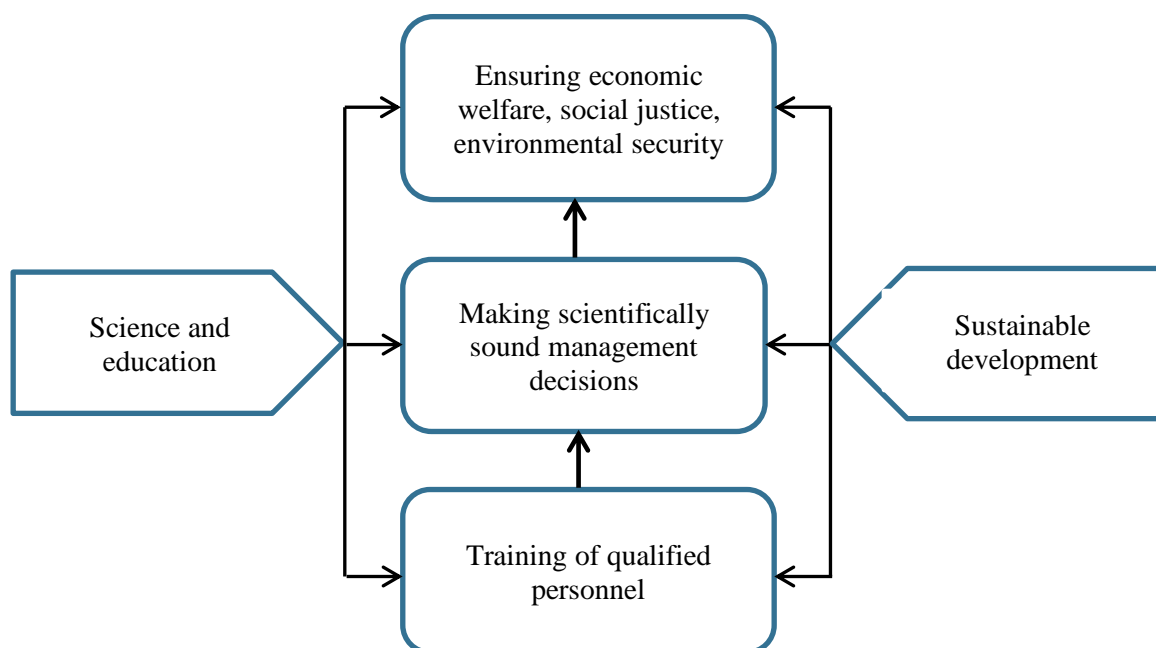 Ensuring economic
welfare, social justice,
environmental security
Science and
education
Making scientifically
sound management
decisions
Sustainable
development
Training of qualified
personnel